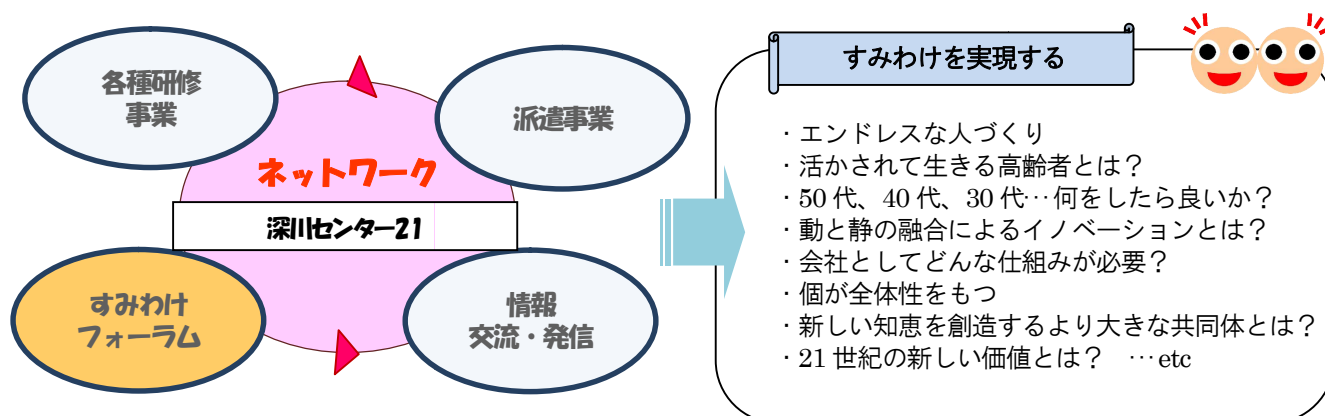 各種研修
事業
派遣事業
ネットワーク
深川センター21
すみわけ
フォーラム
情報
交流・発信
すみわけを実現する
・エンドレスな人づくり
・活かされて生きる高齢者とは？
・50代、40代、30代…何をしたら良いか？
・動と静の融合によるイノベーションとは？
・会社としてどんな仕組みが必要？
・個が全体性をもつ
・新しい知恵を創造するより大きな共同体とは？
・21世紀の新しい価値とは？　…etc